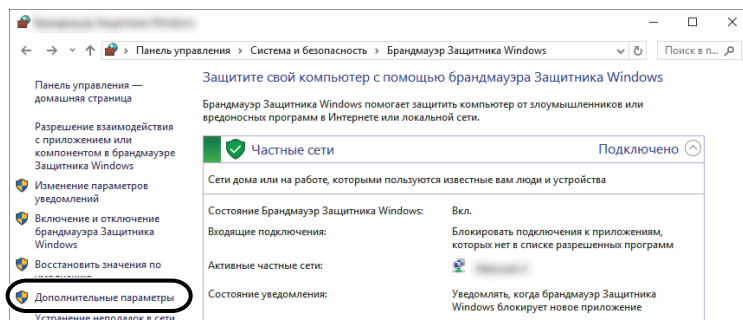 Панель управления
Система и безопасность
Брандмауэр Защитника Windows
Поиск в п...
Панель управления —
домашняя страница
Разрешение взаимодействия
с приложением или
компонентом в брандмауэре
Защитника Windows
Изменение параметров
уведомлений
Включение и отключение
брандмауэра Защитника
Windows
Восстановить значения по
умолчанию
Дополнительные параметры
Устранение неполадок в сети
Защитите свой компьютер с помощью брандмауэра Защитника Windows
Брандмауэр Защитника Windows помогает защитить компьютер от злоумышленников или
вредоносных программ в Интернете или локальной сети.
Частные сети
Подключено
Сети дома или на работе, которыми пользуются известные вам люди и устройства
Состояние Брандмауэр Защитника Windows:
Вкл.
Входящие подключения:
Блокировать подключения к приложениям,
которых нет в списке разрешенных программ
Активные частные сети:
Состояние уведомления:
Уведомлять, когда брандмауэр Защитника
Windows блокирует новое приложение